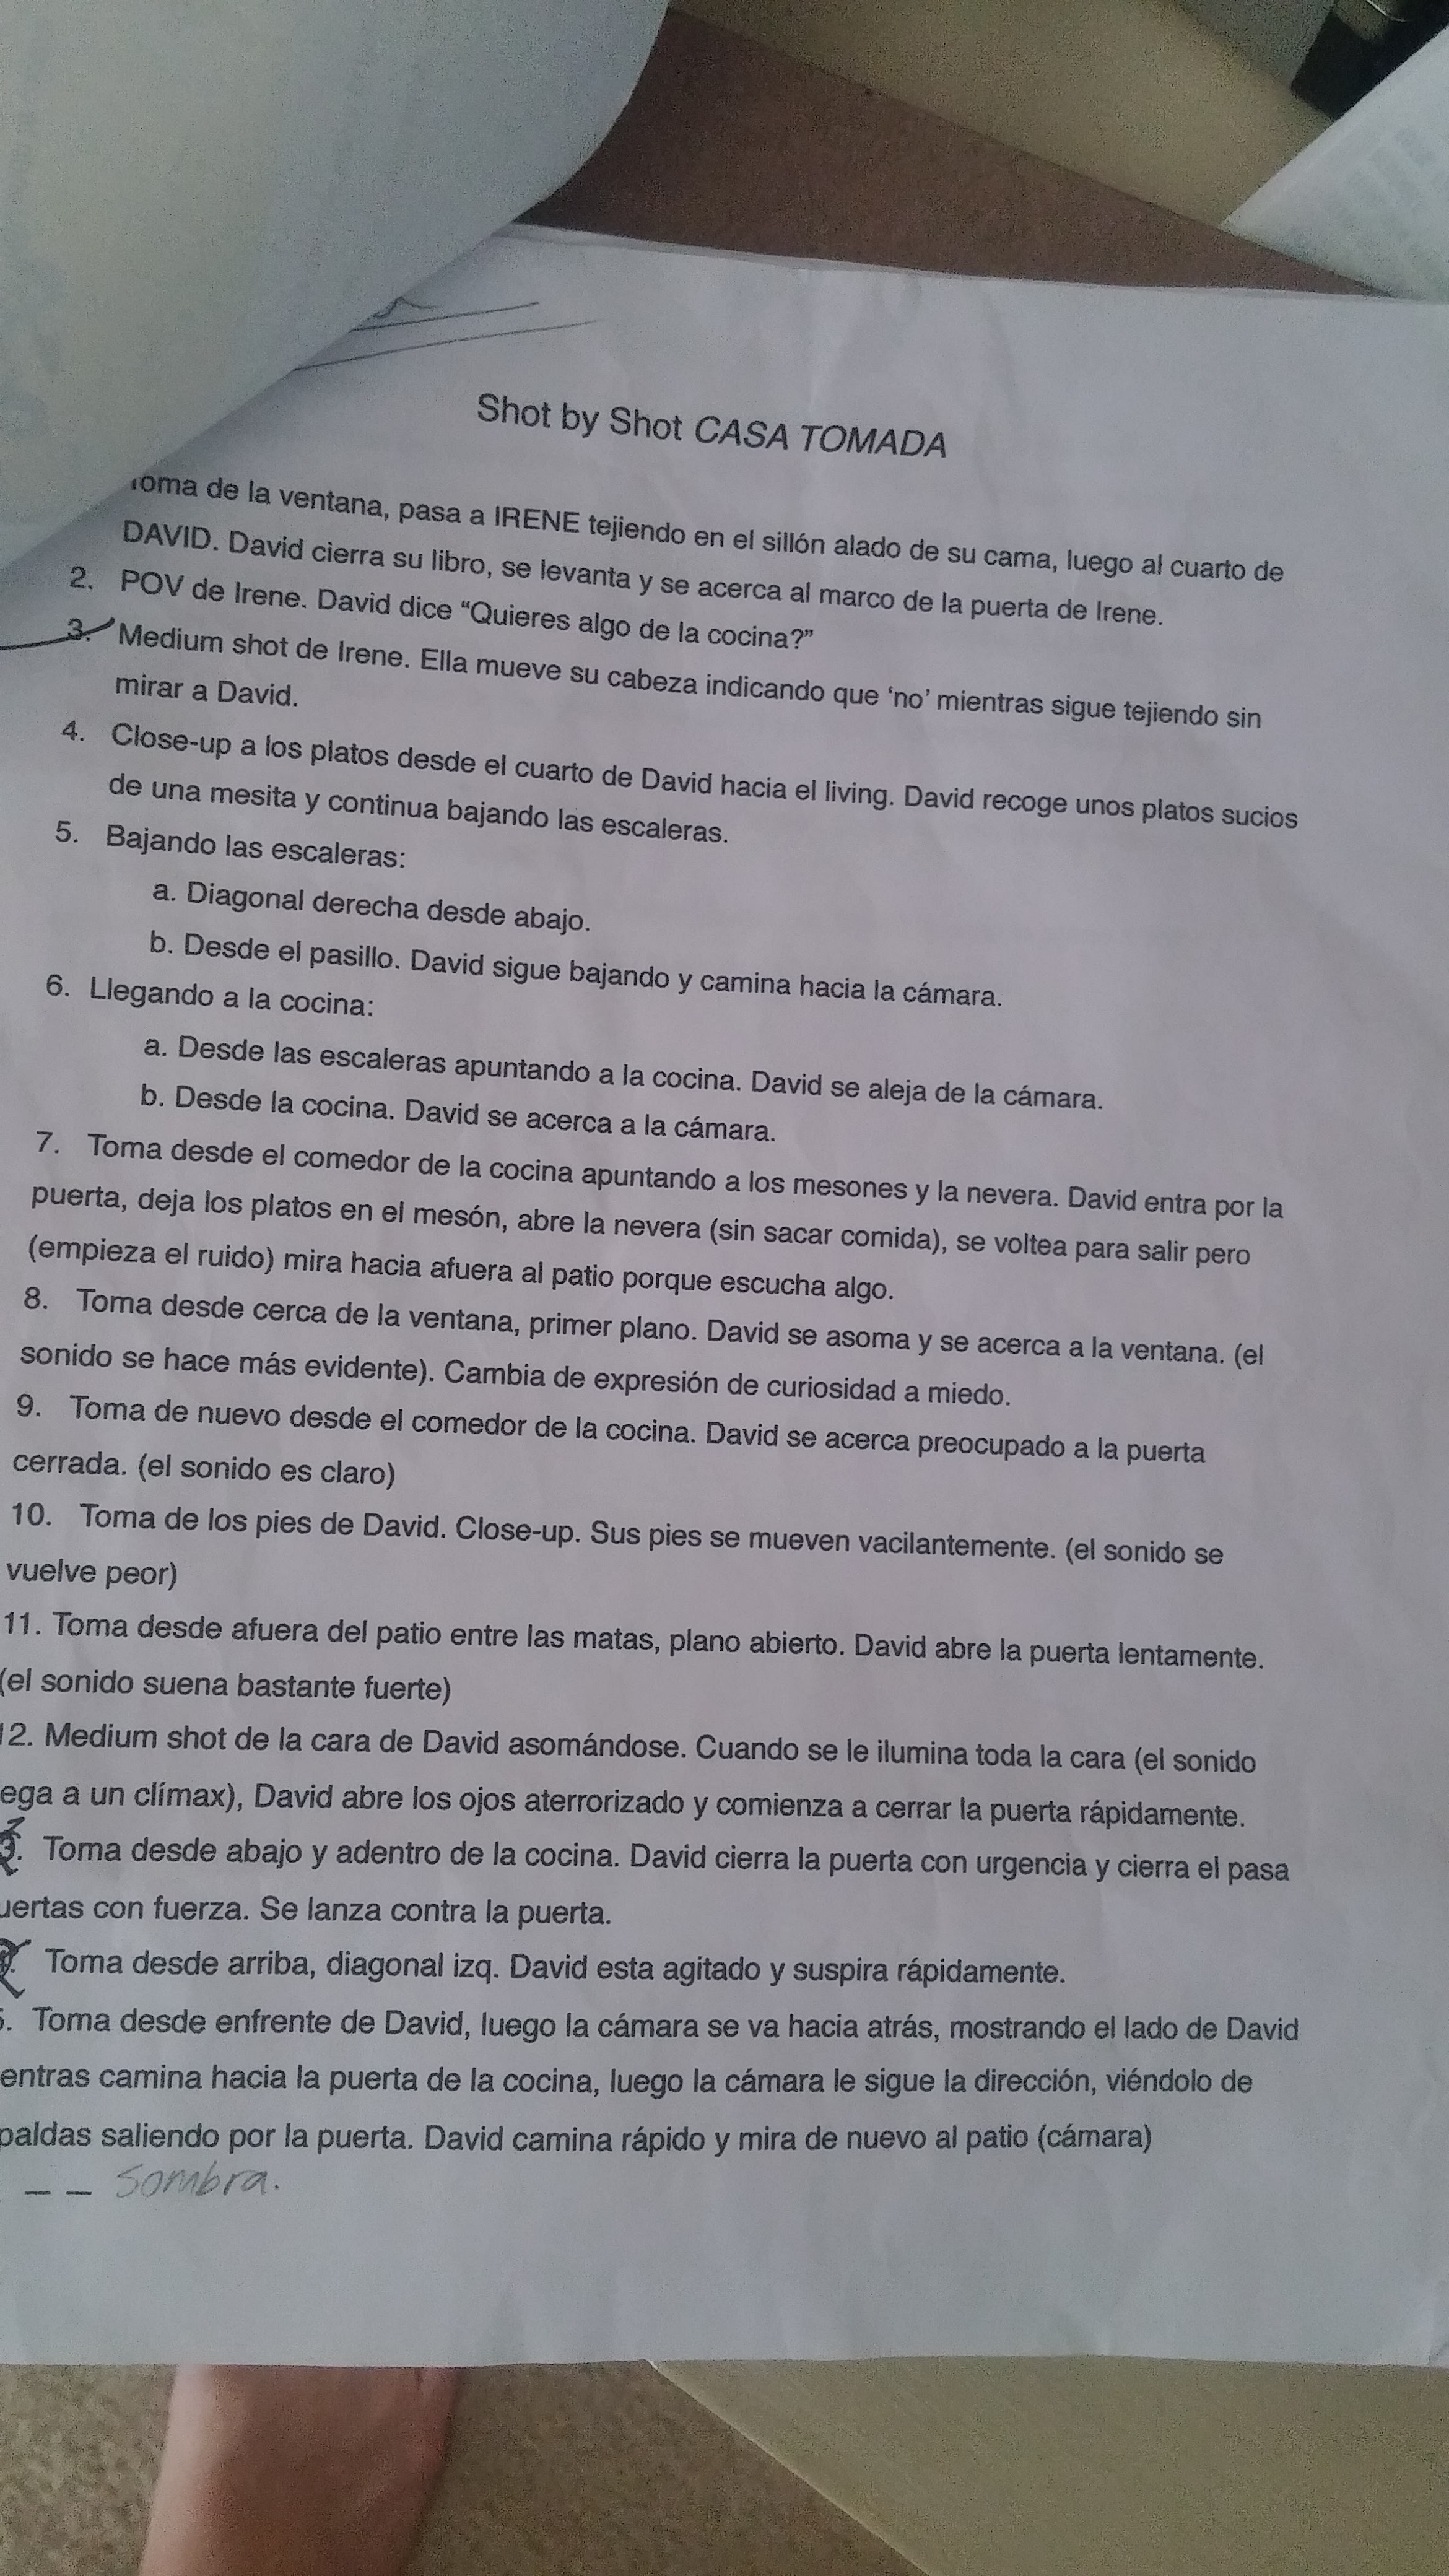 Shot by Shot CASA TOMADA
Toma de la ventana, pasa a IRENE tejiendo en el sillón alado de su cama, luego al cuarto de
DAVID. David cierra su libro, se levanta y se acerca al marco de la puerta de Irene.
2. POV de Irene. David dice “Quieres algo de la cocina?”
3. Medium shot de Irene. Ella mueve su cabeza indicando que ‘no’ mientras sigue tejiendo sin
mirar a David.
4. Close-up a los platos desde el cuarto de David hacia el living. David recoge unos platos sucios
de una mesita y continua bajando las escaleras.
5. Bajando las escaleras:
a. Diagonal derecha desde abajo.
b. Desde el pasillo. David sigue bajando y camina hacia la cámara.
6. Llegando a la cocina:
a. Desde las escaleras apuntando a la cocina. David se aleja de la cámara.
b. Desde la cocina. David se acerca a la cámara.
7. Toma desde el comedor de la cocina apuntando a los mesones y la nevera. David entra por la
puerta, deja los platos en el mesón, abre la nevera (sin sacar comida), se voltea para salir pero
(empieza el ruido) mira hacia afuera al patio porque escucha algo.
8. Toma desde cerca de la ventana, primer plano. David se asoma y se acerca a la ventana. (el
sonido se hace más evidente). Cambia de expresión de curiosidad a miedo.
9. Toma de nuevo desde el comedor de la cocina. David se acerca preocupado a la puerta
cerrada. (el sonido es claro)
10. Toma de los pies de David. Close-up. Sus pies se mueven vacilantemente. (el sonido se
vuelve peor)
11. Toma desde afuera del patio entre las matas, plano abierto. David abre la puerta lentamente.
(el sonido suena bastante fuerte)
12. Medium shot de la cara de David asomándose. Cuando se le ilumina toda la cara (el sonido
ega a un clímax), David abre los ojos aterrorizado y comienza a cerrar la puerta rápidamente.
Toma desde abajo y adentro de la cocina. David cierra la puerta con urgencia y cierra el pasa
uertas con fuerza. Se lanza contra la puerta.
Toma desde arriba, diagonal izq. David esta agitado y suspira rápidamente.
5. Toma desde enfrente de David, luego la cámara se va hacia atrás, mostrando el lado de David
entras camina hacia la puerta de la cocina, luego la cámara le sigue la dirección, viéndolo de
paldas saliendo por la puerta. David camina rápido y mira de nuevo al patio (cámara)
— — Sombra.